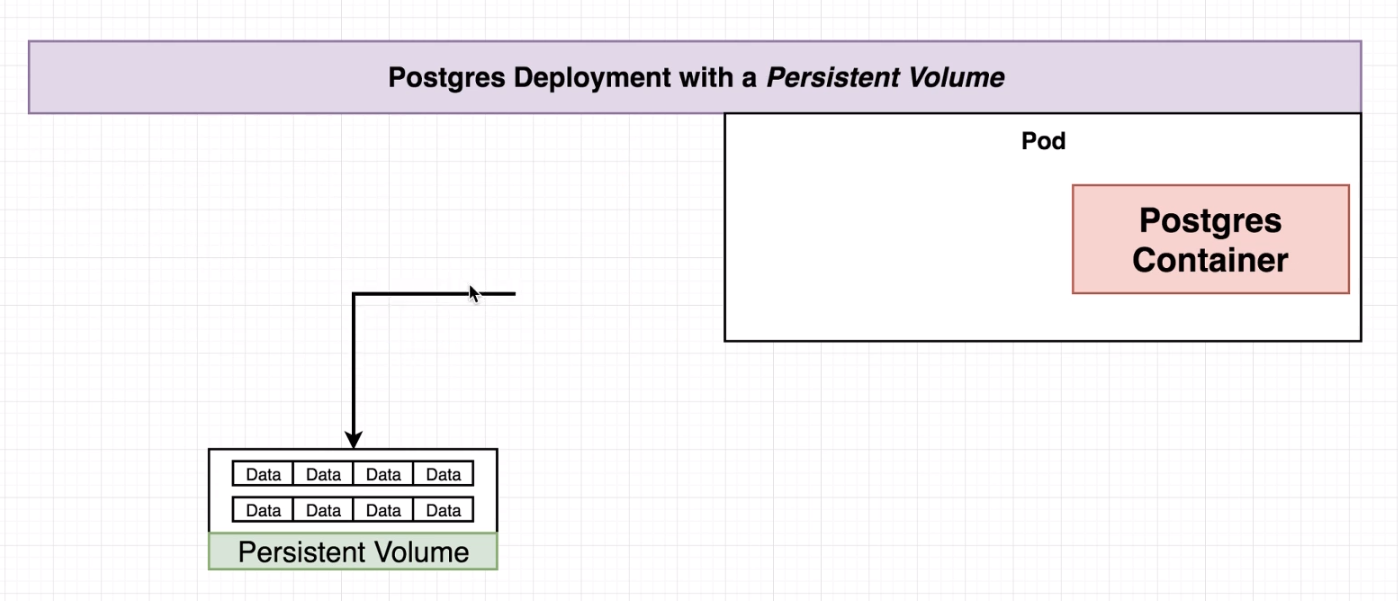 Postgres Deployment with a Persistent Volume
Pod
Postgres
Container
Data Data Data Data
Data Data Data Data
Persistent Volume